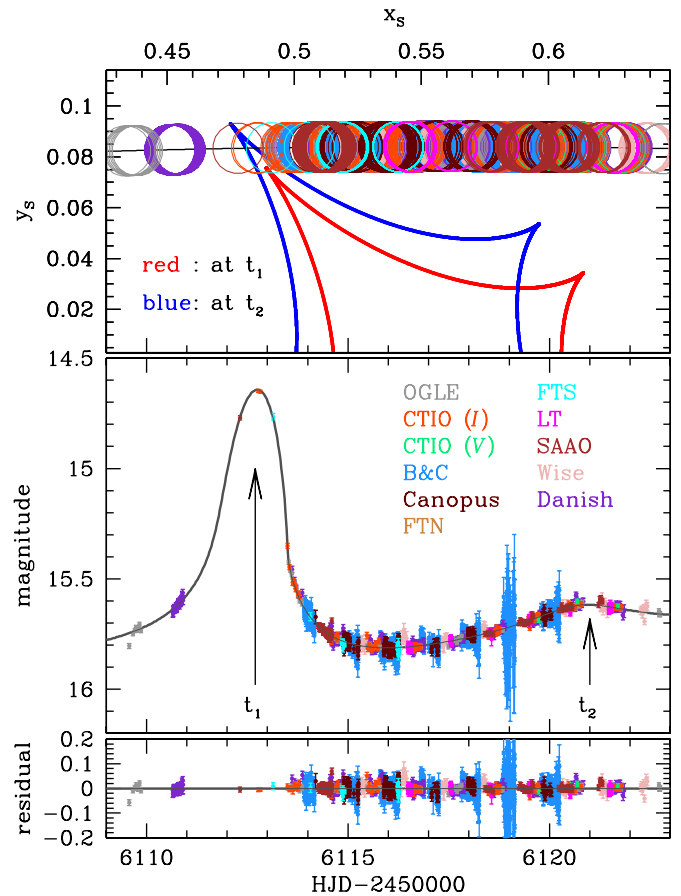 x_s
0.45 0.5 0.55 0.6
0.1
0.08
0.06
0.04
0.02
y_s
red : at t_1
blue: at t_2
14.5
15
15.5
16
magnitude
OGLE FTS
CTIO (I) LT
CTIO (V) SAAO
B&C Wise
Canopus Danish
FTN
t_1 t_2
0.2
0.1
0
-0.1
-0.2
residual
6110 6115 6120
HJD-2450000